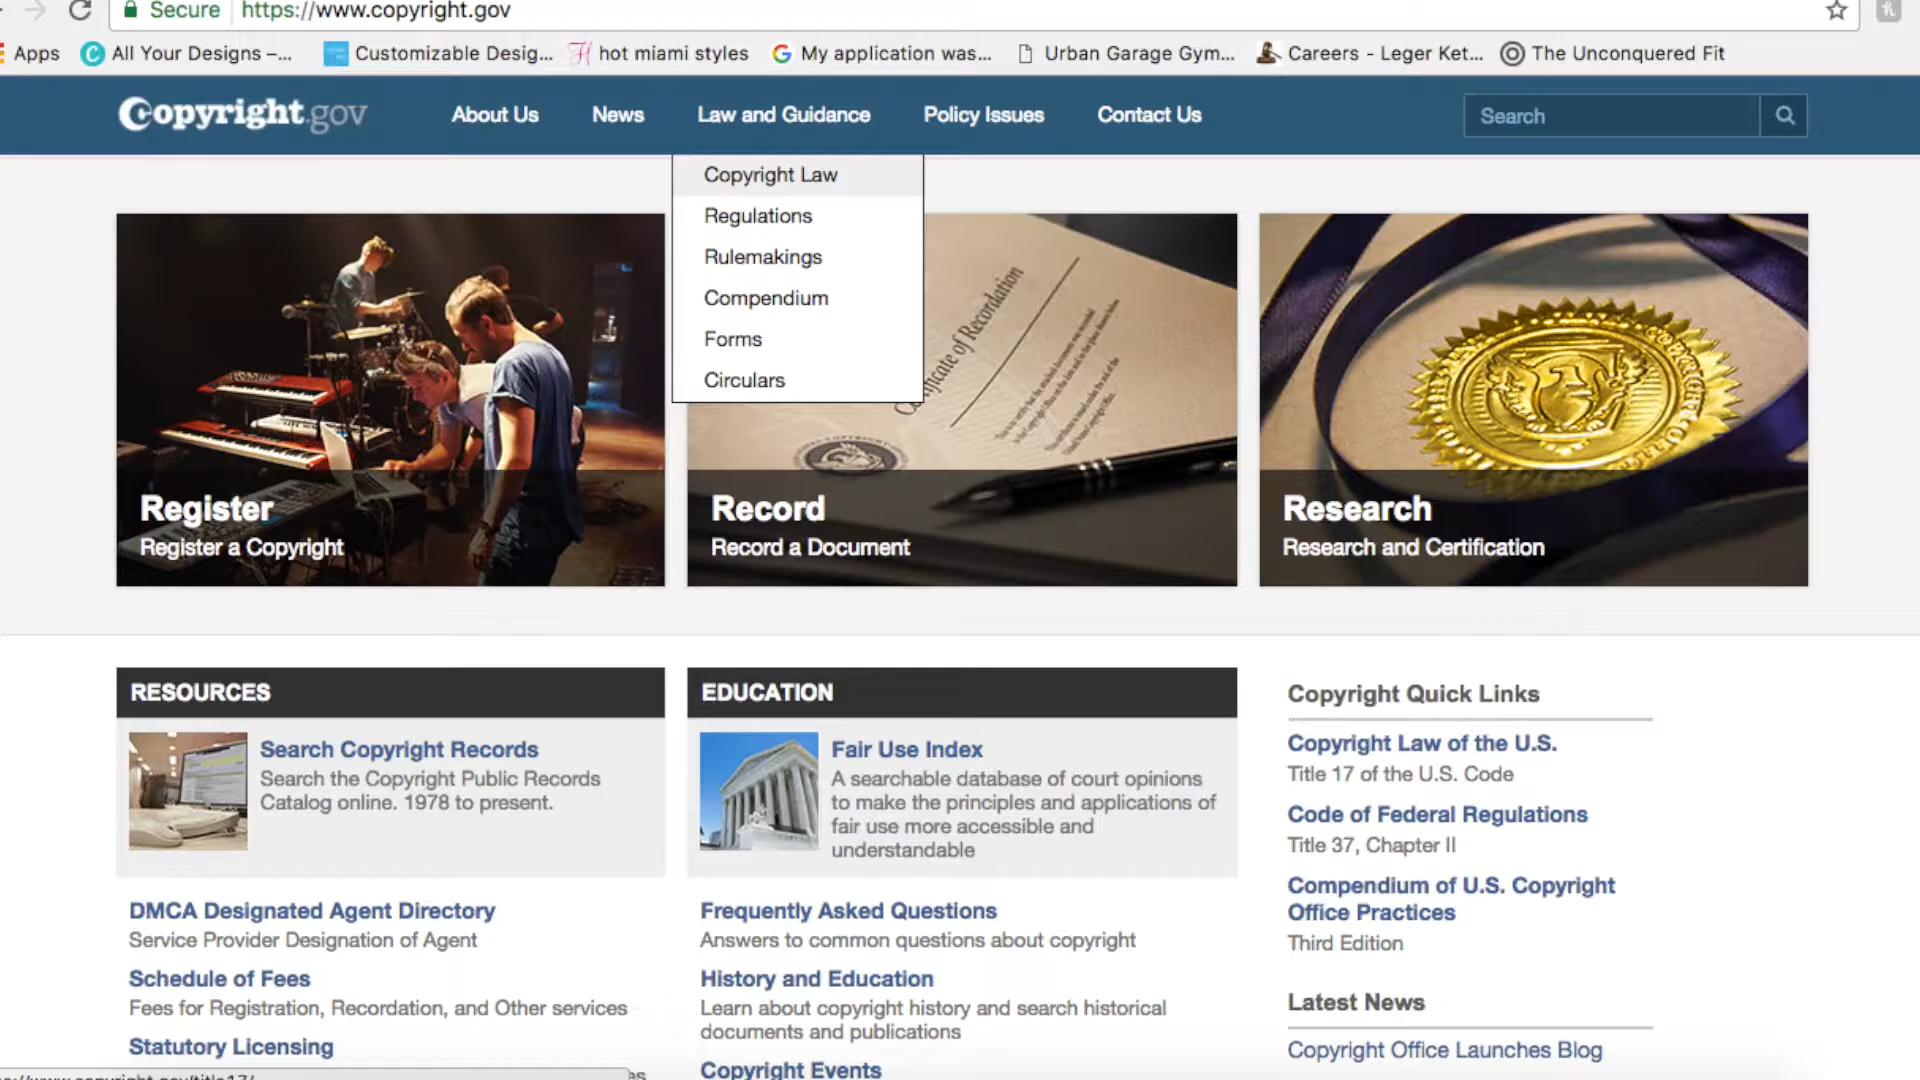 Secure https://www.copyright.gov
Apps All Your Designs –... Customizable Desig... hot miami styles My application was... Urban Garage Gym... Careers - Leger Ket... The Unconquered Fit
Copyright.gov About Us News Law and Guidance Policy Issues Contact Us Search
Copyright Law
Regulations
Rulemakings
Compendium
Forms
Circulars
Certificate of Recordation
Register
Register a Copyright
Record
Record a Document
Research
Research and Certification
RESOURCES
Search Copyright Records
Search the Copyright Public Records
Catalog online. 1978 to present.
DMCA Designated Agent Directory
Service Provider Designation of Agent
Schedule of Fees
Fees for Registration, Recordation, and Other services
Statutory Licensing
EDUCATION
Fair Use Index
A searchable database of court opinions
to make the principles and applications of
fair use more accessible and
understandable
Frequently Asked Questions
Answers to common questions about copyright
History and Education
Learn about copyright history and search historical
documents and publications
Copyright Events
Copyright Quick Links
Copyright Law of the U.S.
Title 17 of the U.S. Code
Code of Federal Regulations
Title 37, Chapter II
Compendium of U.S. Copyright
Office Practices
Third Edition
Latest News
Copyright Office Launches Blog